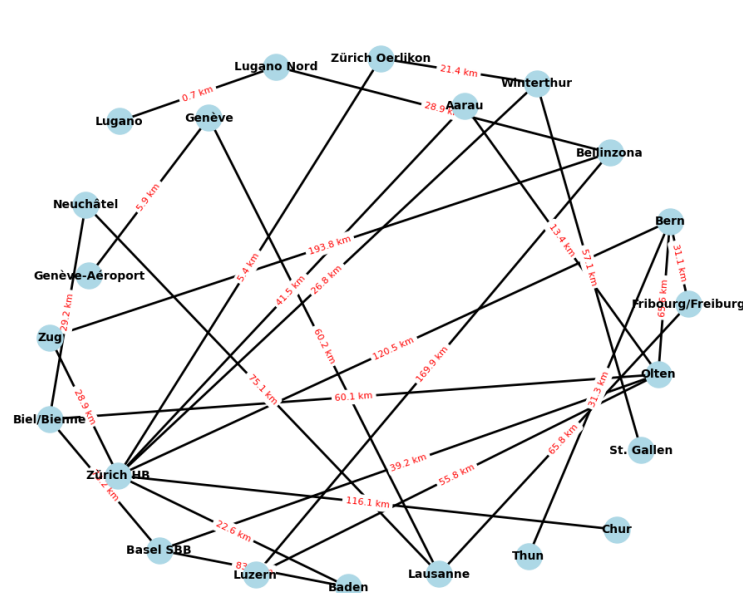 Zürich Oerlikon
Lugano Nord
21.4 km
Winterthur
0.7 km
Aarau
28.9
Genève
Lugano
Bellinzona
5.9 km
Neuchâtel
Bern
193.8 km
13.4 km
31.1 km
5.4 km
57.1 km
Genève-Aéroport
26.8 km
41.5 km
Fribourg/Freiburg
29.2 km
Zug
60.2 km
120.5 km
169.9 km
Olten
75.1 km
31.3 km
60.1 km
28.9 km
Biel/Bienne
65.8 km
St. Gallen
39.2 km
Zürich HB
55.8 km
116.1 km
22.6 km
Chur
Basel SBB
Thun
Luzern
Lausanne
Baden